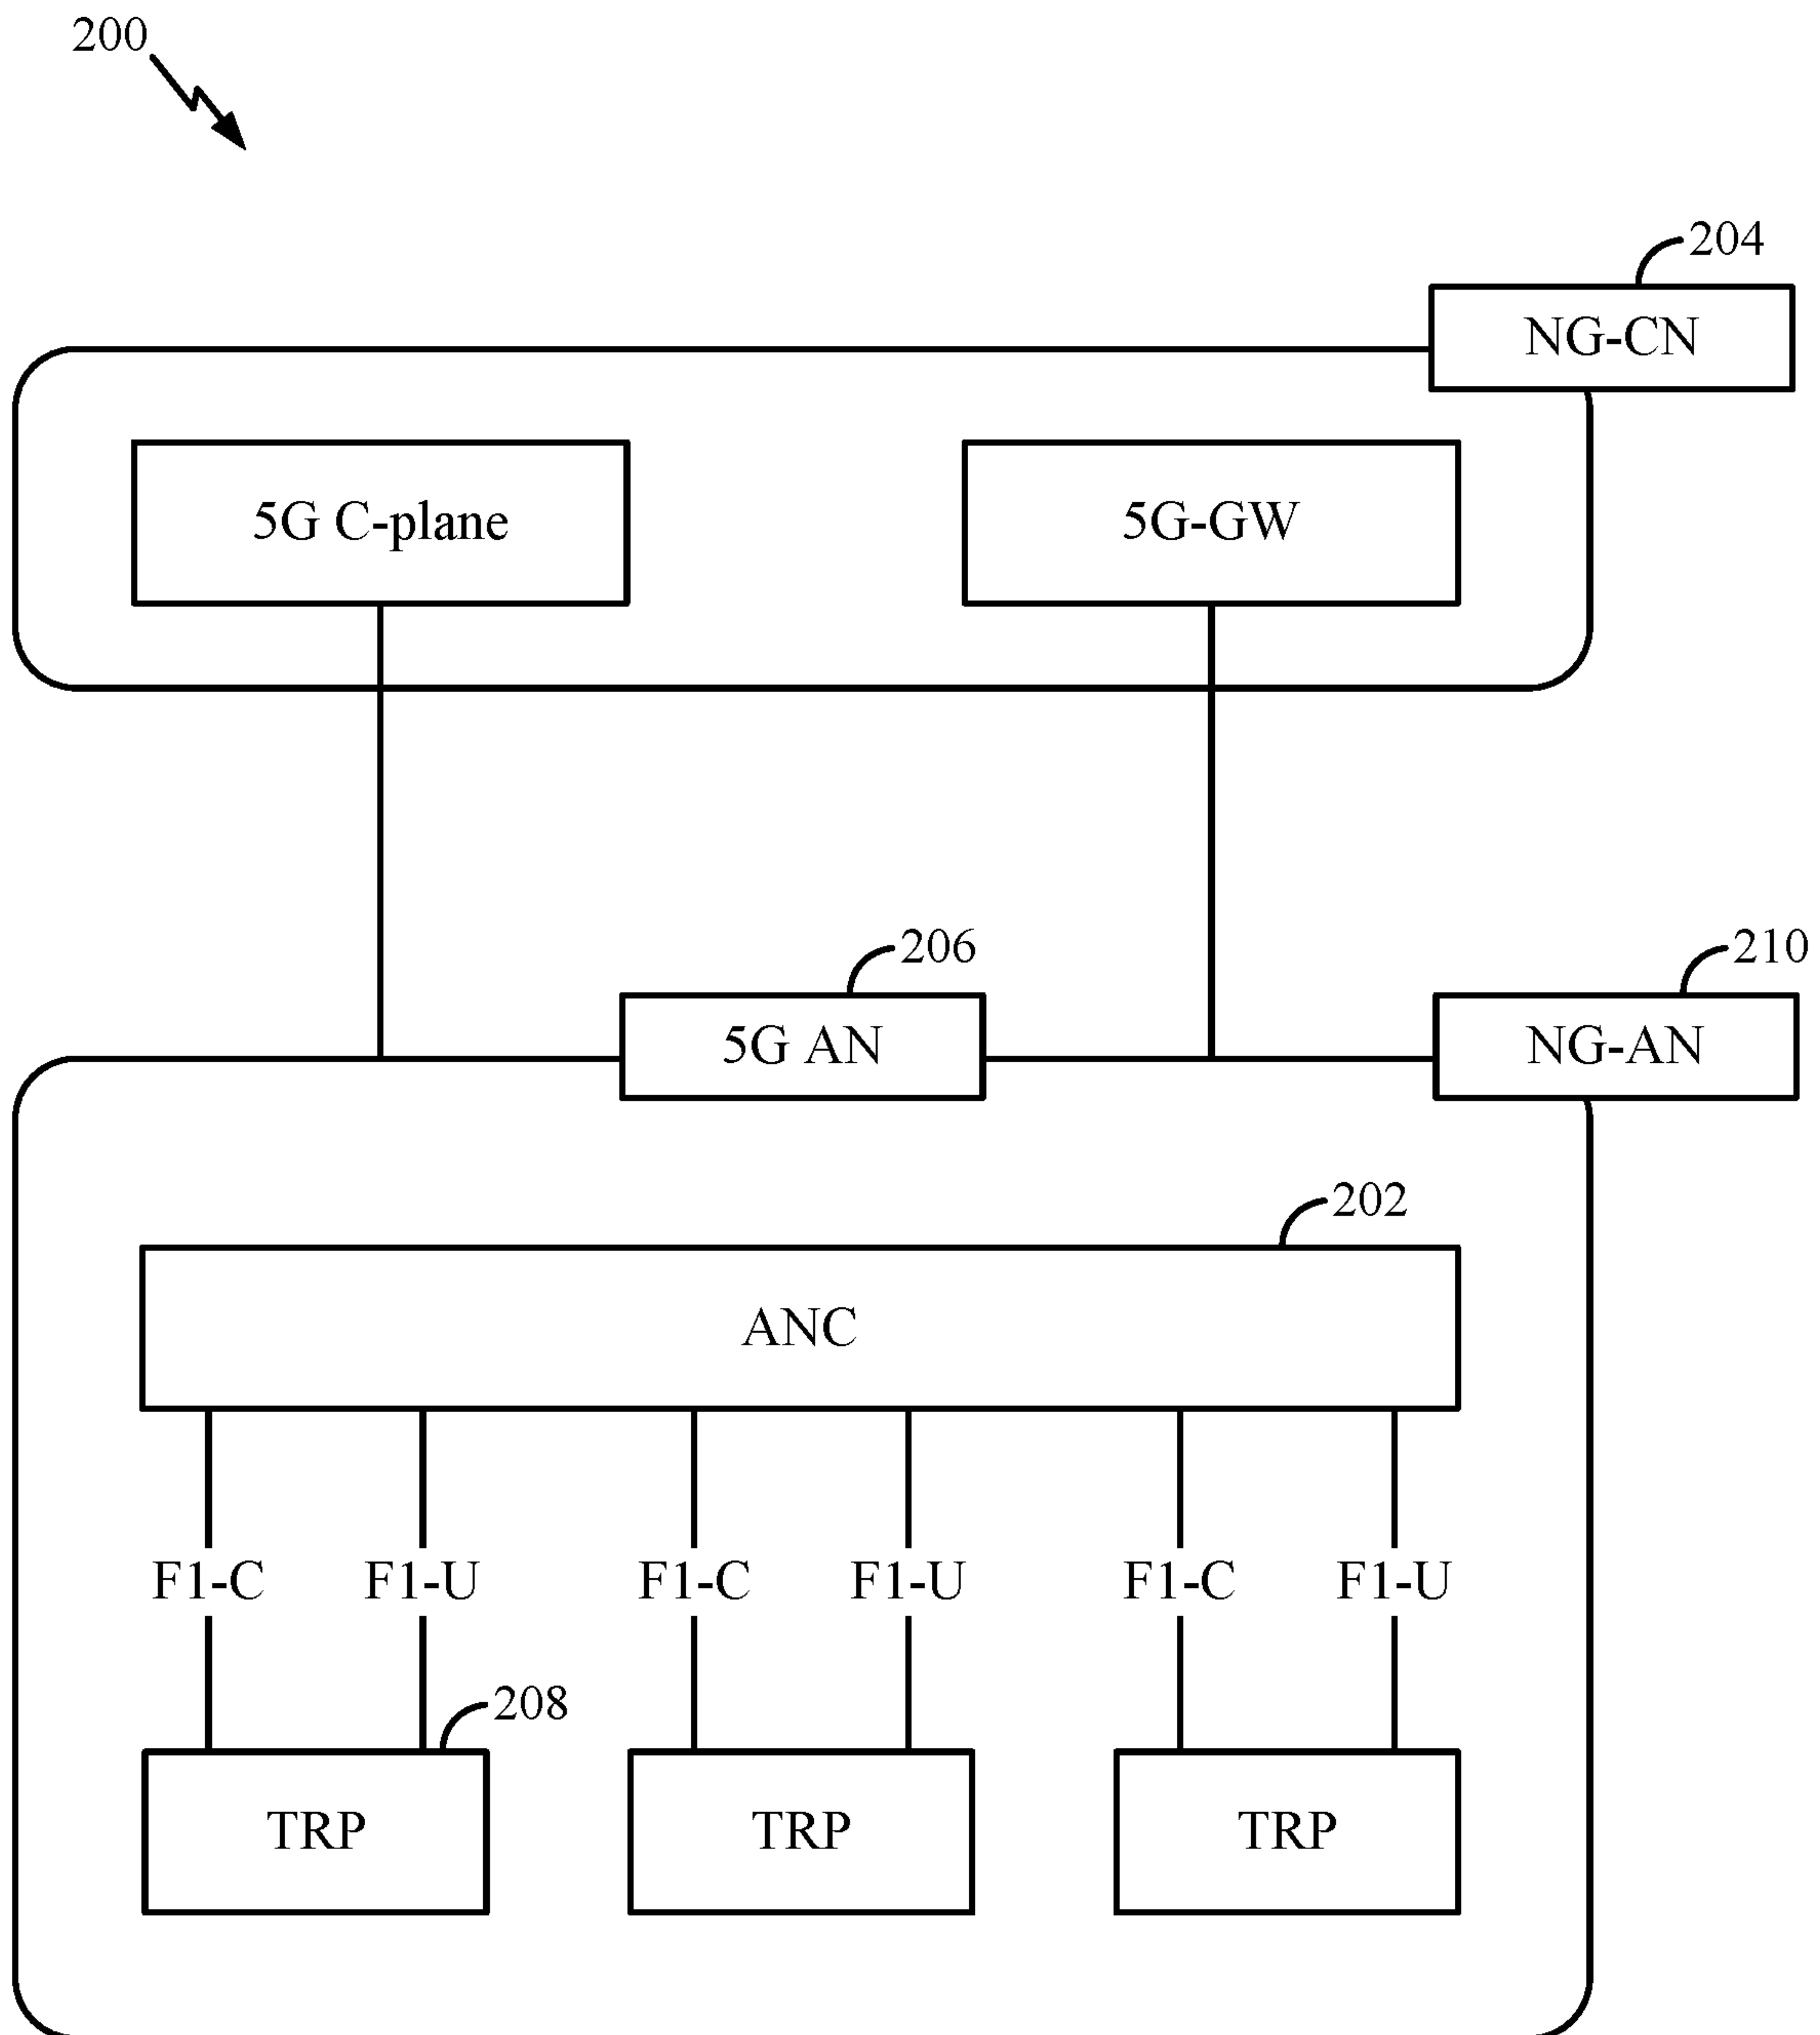 200
204
NG-CN
5G C-plane
5G-GW
206
210
5G AN
NG-AN
202
ANC
F1-C
F1-U
F1-C
F1-U
F1-C
F1-U
208
TRP
TRP
TRP